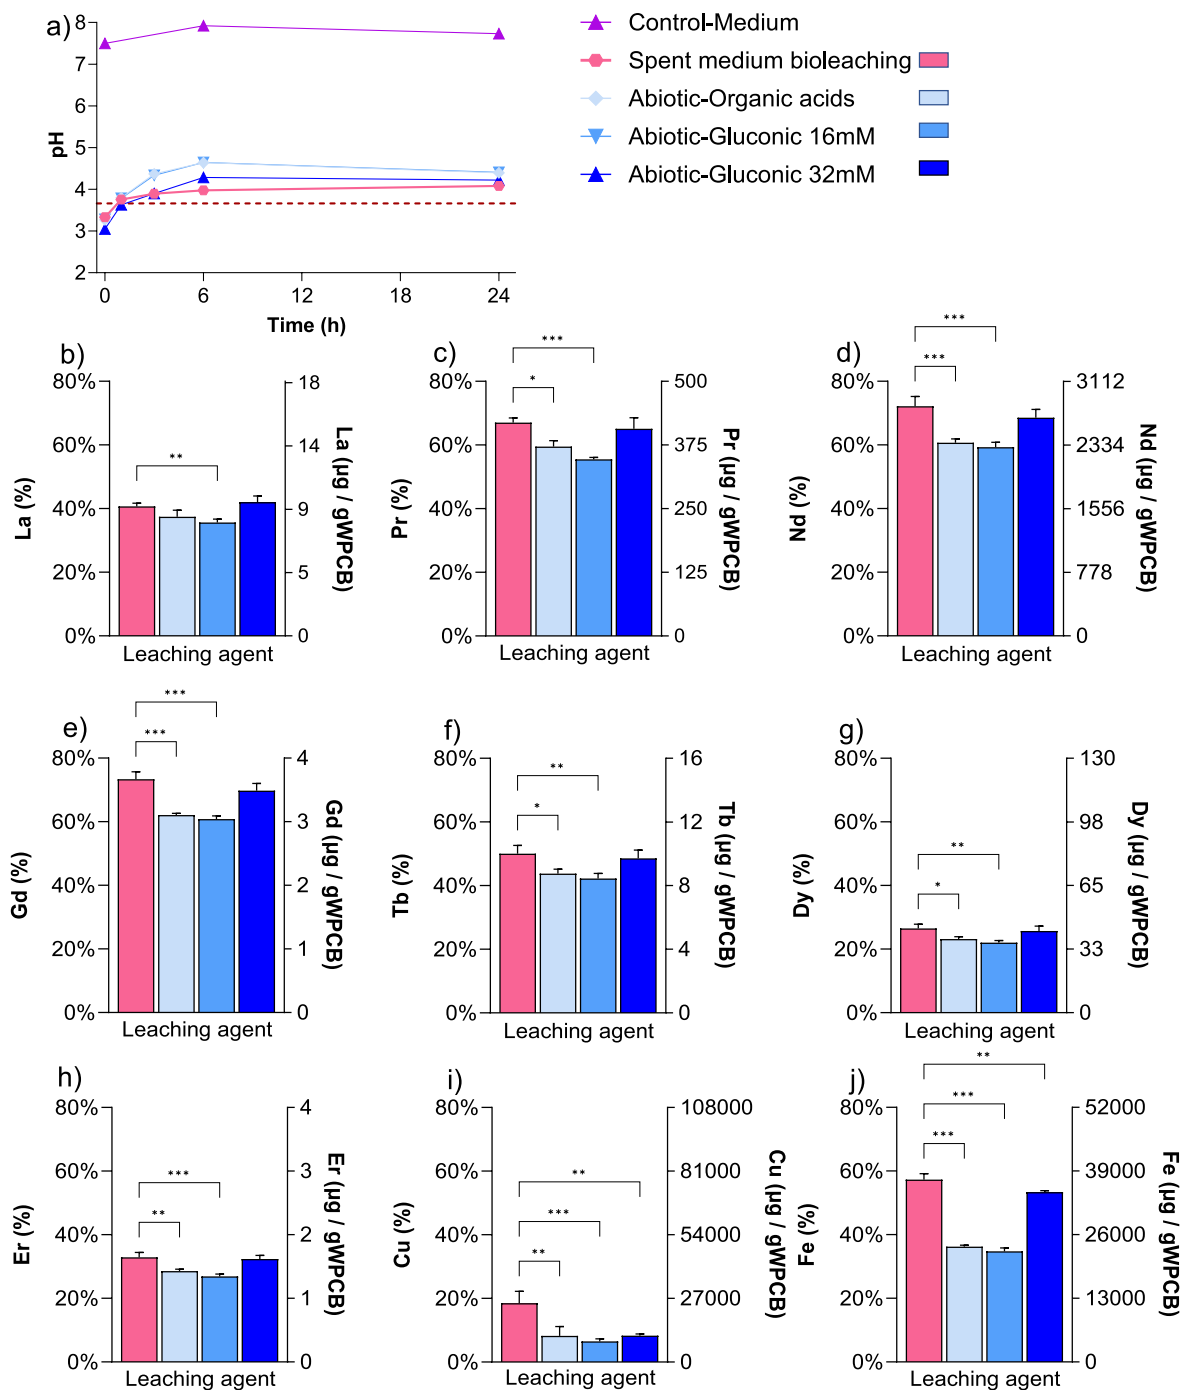 a)
8
7
6
5
4
3
2
pH
0
6
12
18
24
Time (h)
Control-Medium
Spent medium bioleaching
Abiotic-Organic acids
Abiotic-Gluconic 16mM
Abiotic-Gluconic 32mM
b)
80%
60%
40%
20%
0%
La (%)
**
18
14
9
5
0
La (µg / gWPCB)
Leaching agent
c)
80%
60%
40%
20%
0%
Pr (%)
***
*
500
375
250
125
0
Pr (µg / gWPCB)
Leaching agent
d)
80%
60%
40%
20%
0%
Nd (%)
***
***
3112
2334
1556
778
0
Nd (µg / gWPCB)
Leaching agent
e)
80%
60%
40%
20%
0%
Gd (%)
***
***
4
3
2
1
0
Gd (µg / gWPCB)
Leaching agent
f)
80%
60%
40%
20%
0%
Tb (%)
**
*
16
12
8
4
0
Tb (µg / gWPCB)
Leaching agent
g)
80%
60%
40%
20%
0%
Dy (%)
**
*
130
98
65
33
0
Dy (µg / gWPCB)
Leaching agent
h)
80%
60%
40%
20%
0%
Er (%)
***
**
4
3
2
1
0
Er (µg / gWPCB)
Leaching agent
i)
80%
60%
40%
20%
0%
Cu (%)
**
***
**
108000
81000
54000
27000
0
Cu (µg / gWPCB)
Leaching agent
j)
80%
60%
40%
20%
0%
Fe (%)
**
***
***
52000
39000
26000
13000
0
Fe (µg / gWPCB)
Leaching agent